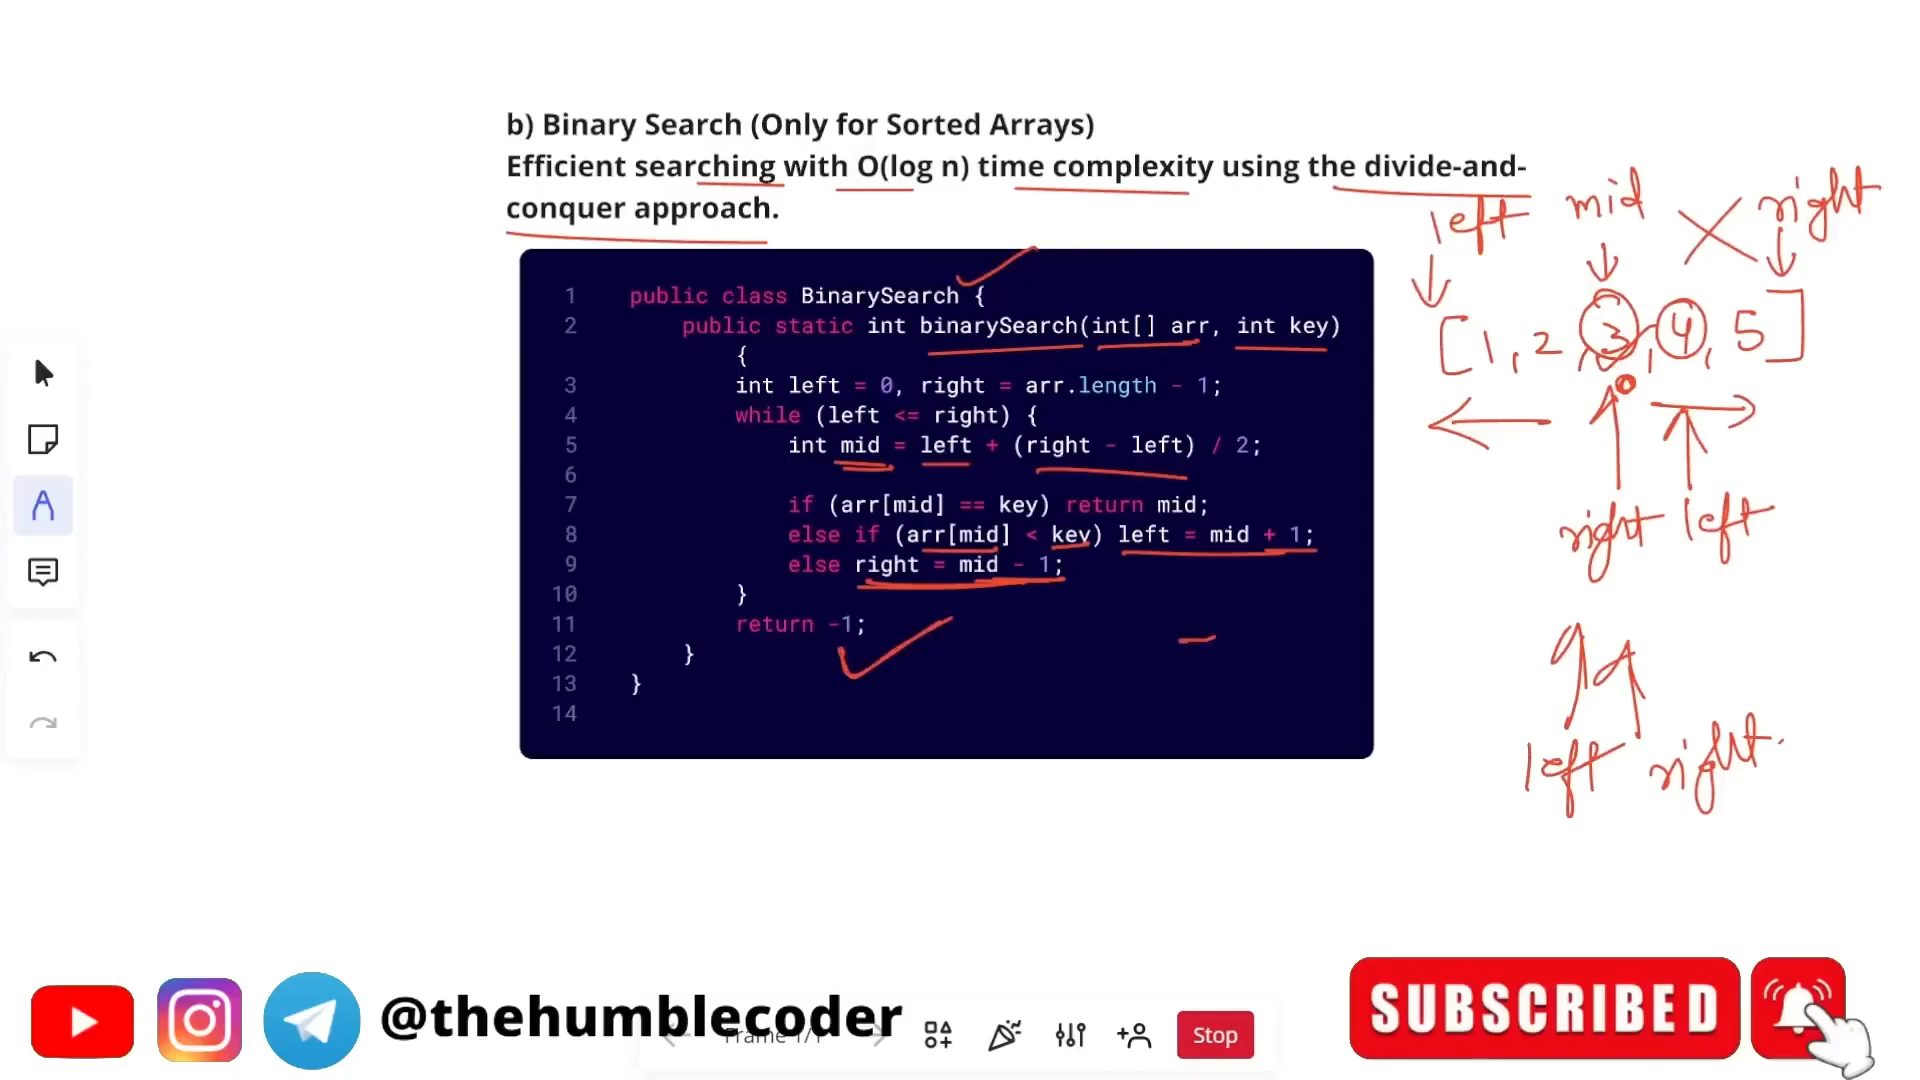 b) Binary Search (Only for Sorted Arrays)
Efficient searching with O(log n) time complexity using the divide-and-
conquer approach.
left mid right
[1, 2, 3, 4, 5]
right left
left right
1 public class BinarySearch {
2 public static int binarySearch(int[] arr, int key)
{
3 int left = 0, right = arr.length - 1;
4 while (left <= right) {
5 int mid = left + (right - left) / 2;
6
7 if (arr[mid] == key) return mid;
8 else if (arr[mid] < key) left = mid + 1;
9 else right = mid - 1;
10 }
11 return -1;
12 }
13 }
14
@thehumblecoder
Frame 1/1
Stop
SUBSCRIBED